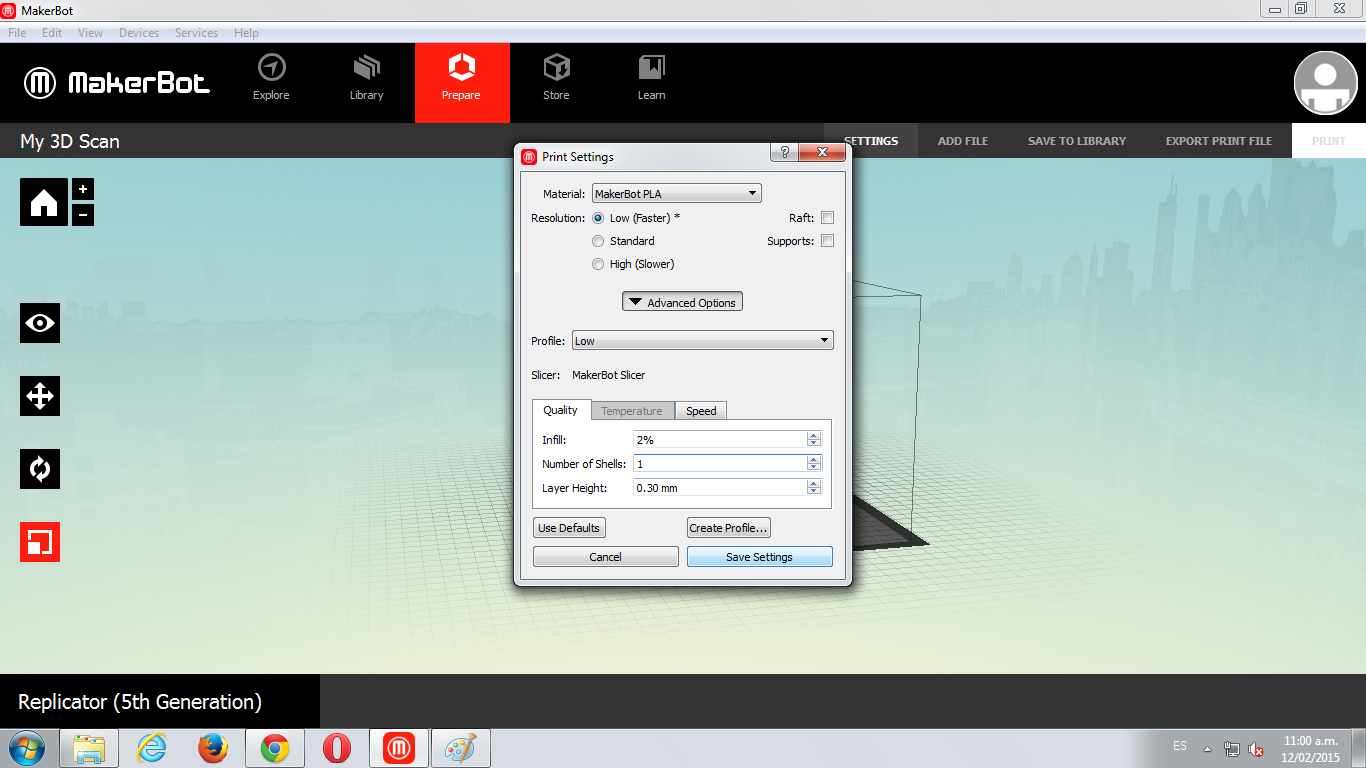 MakerBot
File Edit View Devices Services Help
MakerBot
Explore Library Prepare Store Learn
My 3D Scan
SETTINGS ADD FILE SAVE TO LIBRARY EXPORT PRINT FILE PRINT
Print Settings
?
Material: MakerBot PLA
Resolution: Low (Faster) * Raft:
Standard Supports:
High (Slower)
Advanced Options
Profile: Low
Slicer: MakerBot Slicer
Quality Temperature Speed
Infill: 2%
Number of Shells: 1
Layer Height: 0.30 mm
Use Defaults Create Profile...
Cancel Save Settings
Replicator (5th Generation)
ES 11:00 a.m.
12/02/2015